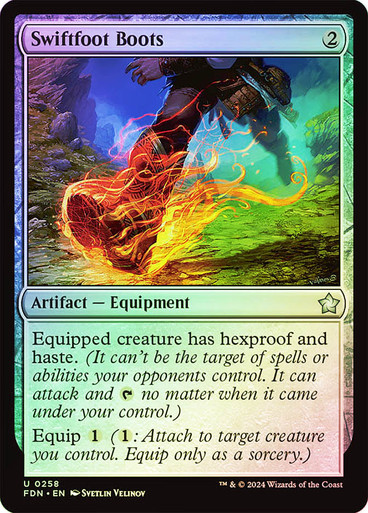 Swiftfoot Boots 2
Artifact — Equipment
Equipped creature has hexproof and
haste. (It can't be the target of spells or
abilities your opponents control. It can
attack and no matter when it came
under your control.)
Equip 1 (1: Attach to target creature
you control. Equip only as a sorcery.)
U 0258
FDN • EN Svetlin Velinov
™ & © 2024 Wizards of the Coast